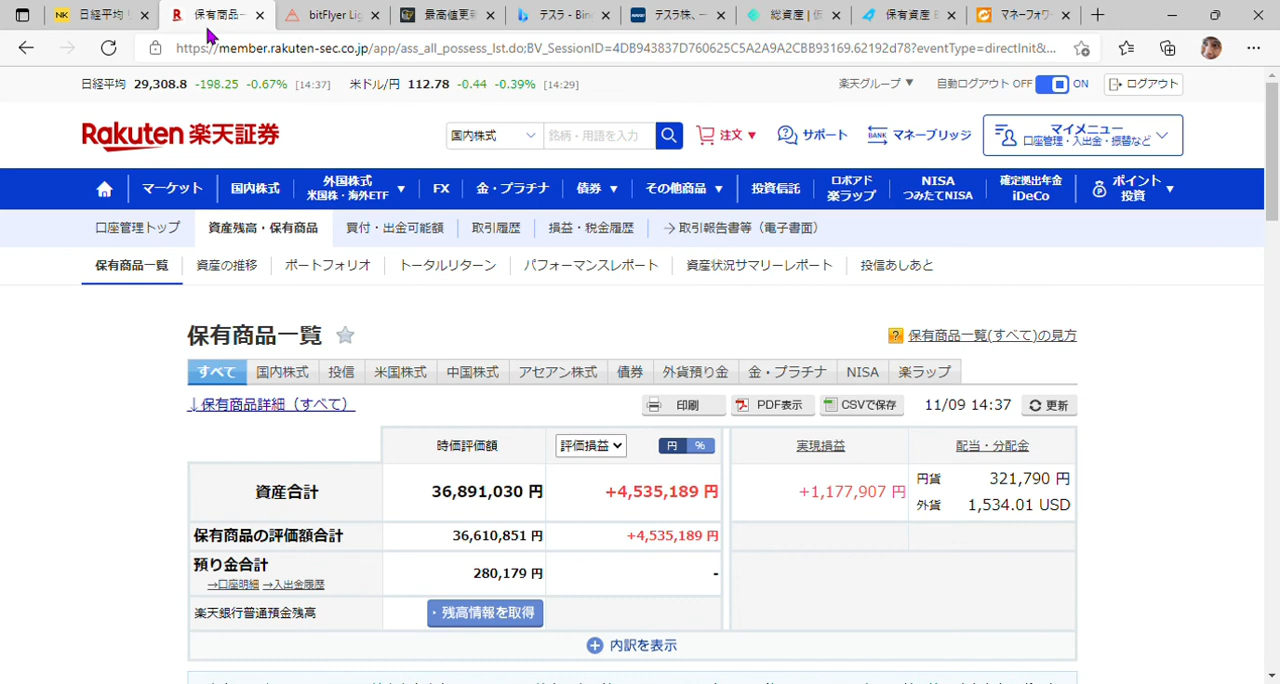 日経平均
保有商品一
bitFlyer Lig
最高値更新
テスラ - Bing
テスラ株、一
総資産 | 仮
保有資産
マネーフォワー
https://member.rakuten-sec.co.jp/app/ass_all_possess_lst.do:BV_SessionID=4DB943837D760625C5A2A9A2CBB93169.62192d78?eventType=directInit&...
日経平均 29,308.8 -198.25 -0.67% [14:37] 米ドル/円 112.78 -0.44 -0.39% [14:29]
楽天グループ ▼ 自動ログアウト OFF ON ログアウト
Rakuten 楽天証券
国内株式 銘柄・用語を入力 注文 ▼ サポート BANK マネーブリッジ
マイメニュー
口座管理・入出金・振替など
マーケット 国内株式
外国株式
米国株・海外ETF ▼
FX 金・プラチナ 債券 ▼ その他商品 ▼ 投資信託
ロボアド
楽ラップ
NISA
つみたてNISA
確定拠出年金
iDeCo
ポイント
投資 ▼
口座管理トップ 資産残高・保有商品 買付・出金可能額 取引履歴 損益・税金履歴 →取引報告書等（電子書面）
保有商品一覧 資産の推移 ポートフォリオ トータルリターン パフォーマンスレポート 資産状況サマリーレポート 投信あしあと
保有商品一覧
? 保有商品一覧(すべて)の見方
すべて 国内株式 投信 米国株式 中国株式 アセアン株式 債券 外貨預り金 金・プラチナ NISA 楽ラップ
↓保有商品詳細（すべて） 印刷 PDF表示 CSVで保存 11/09 14:37 更新
時価評価額 評価損益 円 % 実現損益 配当・分配金
資産合計 36,891,030 円 +4,535,189 円 +1,177,907 円
円貨 321,790 円
外貨 1,534.01 USD
保有商品の評価額合計 36,610,851 円 +4,535,189 円
預り金合計 280,179 円 -
→口座明細 →入出金履歴
楽天銀行普通預金残高 残高情報を取得
内訳を表示